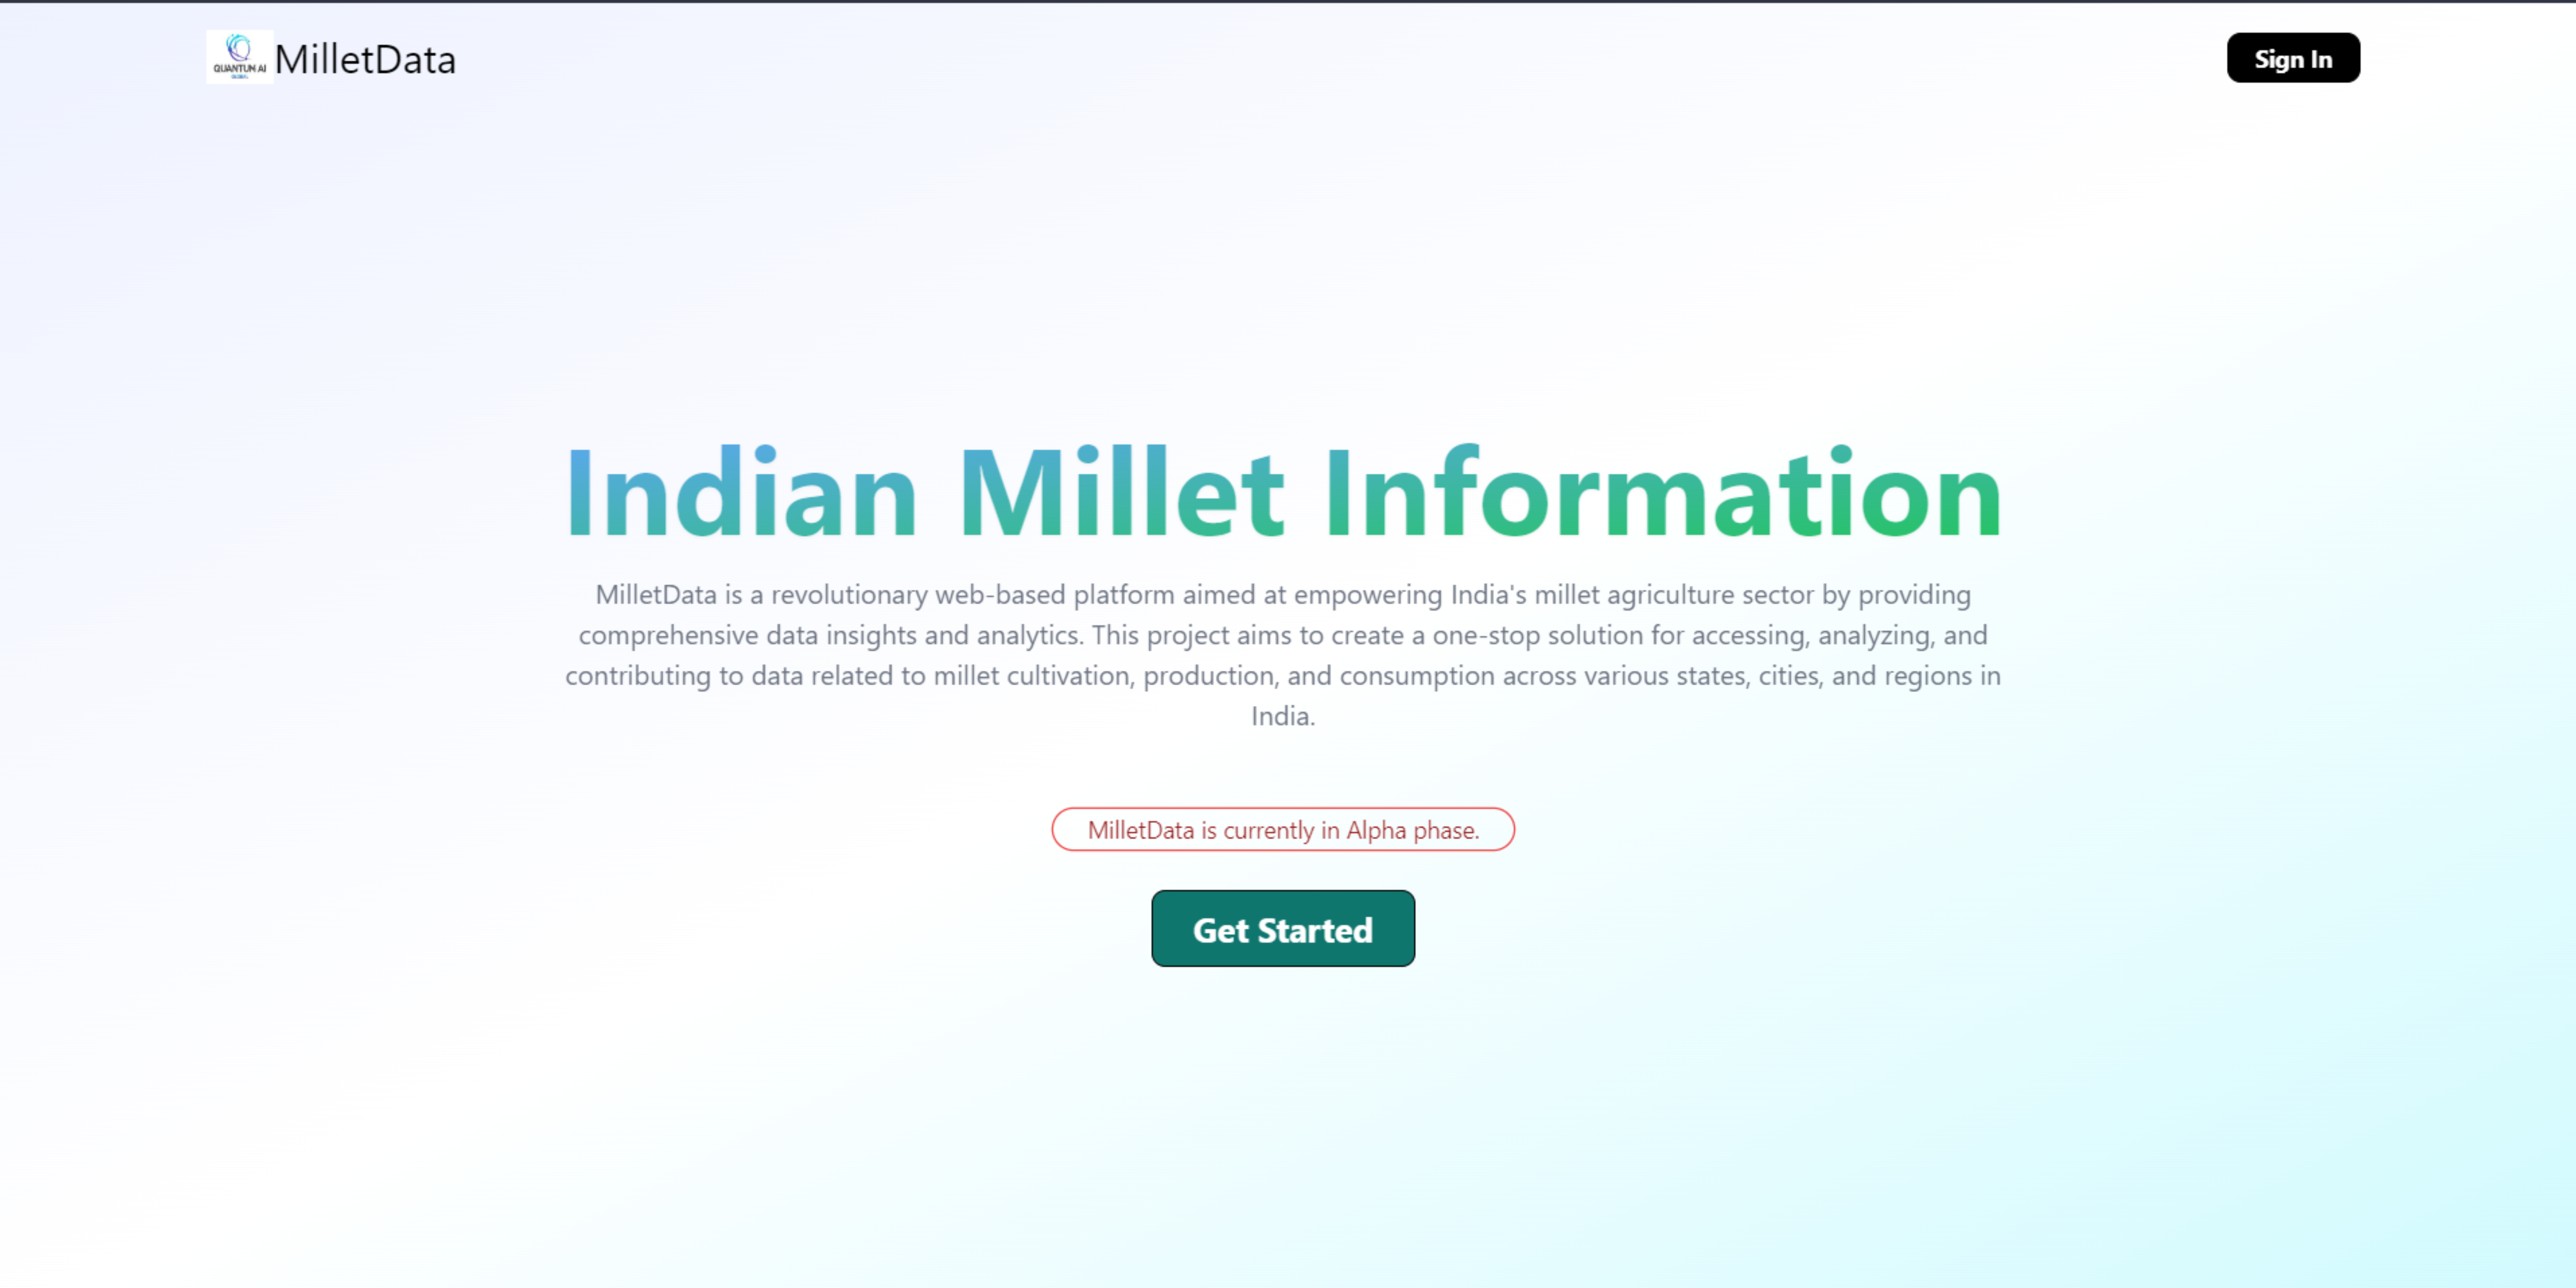 QUANTUN AI
GLOBAL
MilletData
Sign In
Indian Millet Information
MilletData is a revolutionary web-based platform aimed at empowering India's millet agriculture sector by providing
comprehensive data insights and analytics. This project aims to create a one-stop solution for accessing, analyzing, and
contributing to data related to millet cultivation, production, and consumption across various states, cities, and regions in
India.
MilletData is currently in Alpha phase.
Get Started